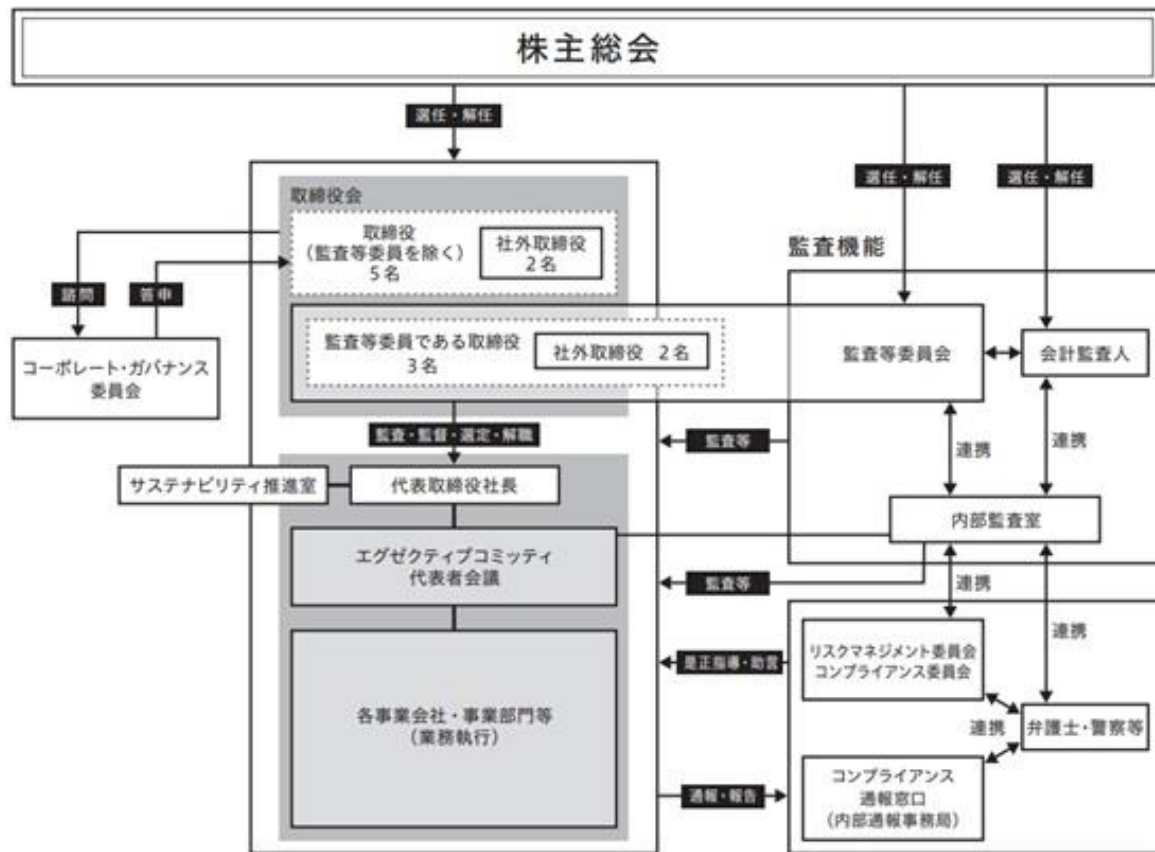 株主総会
選任・解任
選任・解任
選任・解任
取締役会
取締役
（監査等委員を除く）
5名
社外取締役
2名
監査機能
諮問
答申
コーポレート・ガバナンス
委員会
監査等委員である取締役
3名
社外取締役 2名
監査等委員会
会計監査人
監査・監督・選定・解職
監査等
連携
連携
サステナビリティ推進室
代表取締役社長
内部監査室
エグゼクティブコミッティ
代表者会議
監査等
連携
連携
是正指導・助言
リスクマネジメント委員会
コンプライアンス委員会
各事業会社・事業部門等
（業務執行）
連携
弁護士・警察等
通報・報告
コンプライアンス
通報窓口
（内部通報事務局）